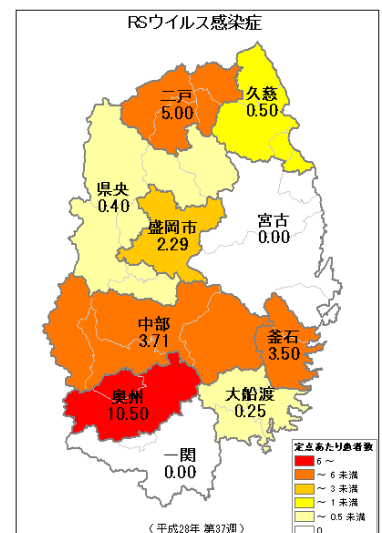 RSウイルス感染症
二戸
5.00
久慈
0.50
県央
0.40
盛岡市
2.29
宮古
0.00
中部
3.71
釜石
3.50
奥州
10.50
大船渡
0.25
一関
0.00
定点あたり患者数
6 ～
～ 6 未満
～ 3 未満
～ 1 未満
～ 0.5 未満
0
(平成28年 第37週)